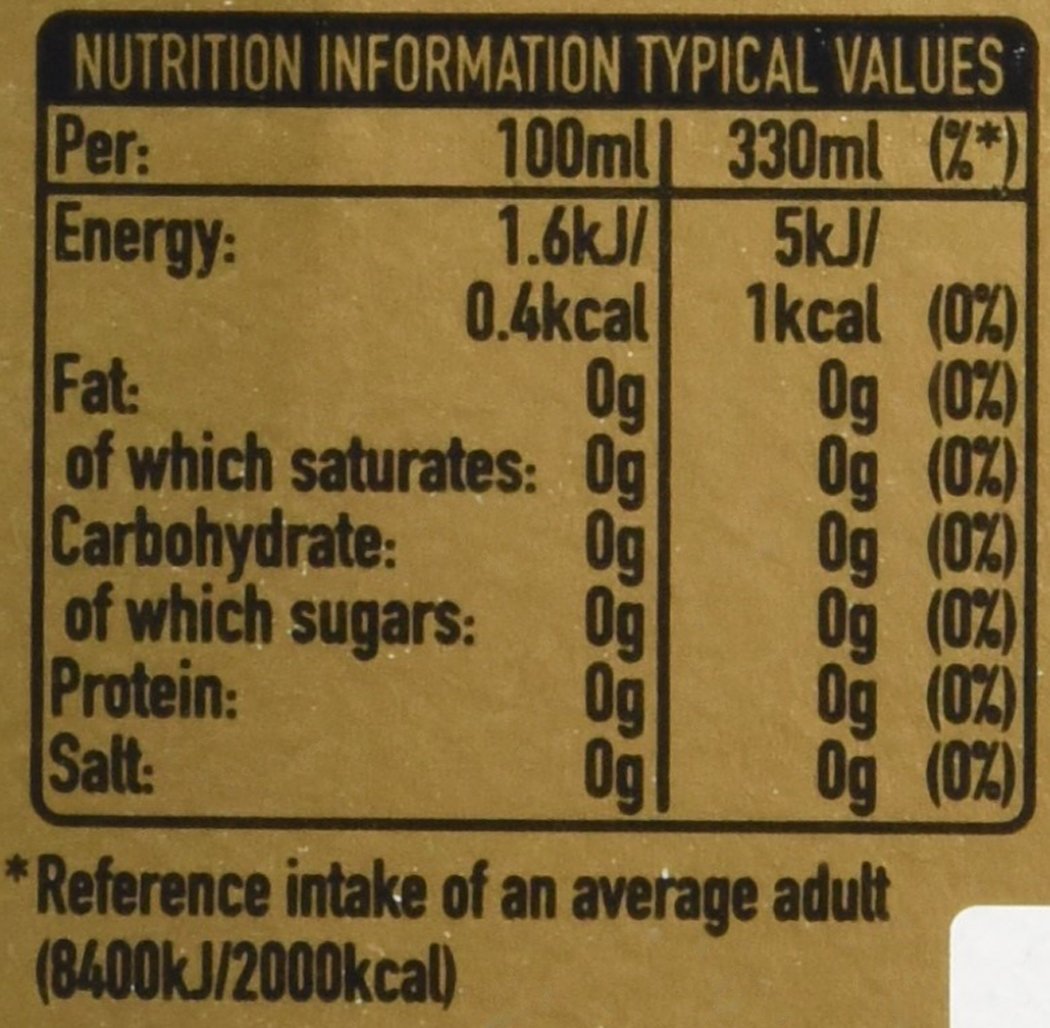 NUTRITION INFORMATION TYPICAL VALUES
Per: 100ml 330ml (%*)
Energy: 1.6kJ/ 5kJ/
0.4kcal 1kcal (0%)
Fat: 0g 0g (0%)
of which saturates: 0g 0g (0%)
Carbohydrate: 0g 0g (0%)
of which sugars: 0g 0g (0%)
Protein: 0g 0g (0%)
Salt: 0g 0g (0%)
*Reference intake of an average adult
(8400kJ/2000kcal)